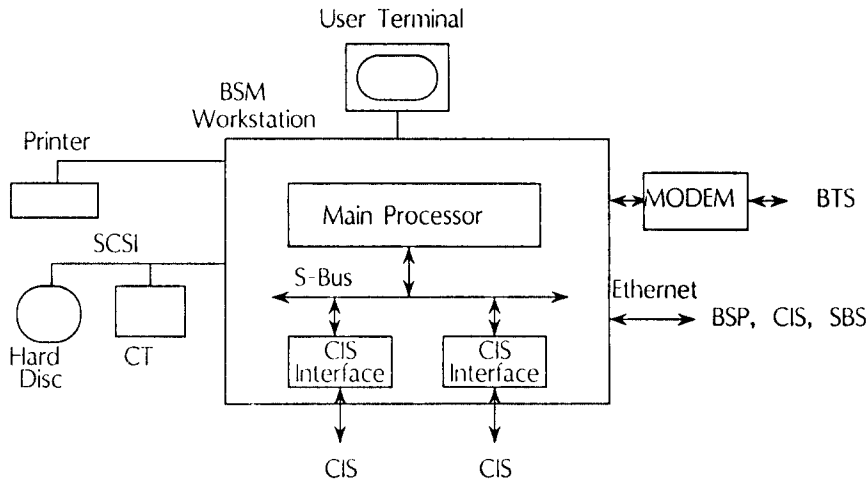 User Terminal
BSM
Workstation
Printer
Main Processor
MODEM
BTS
SCSI
S-Bus
Ethernet
BSP, CIS, SBS
Hard
Disc
CT
CIS
Interface
CIS
Interface
CIS
CIS